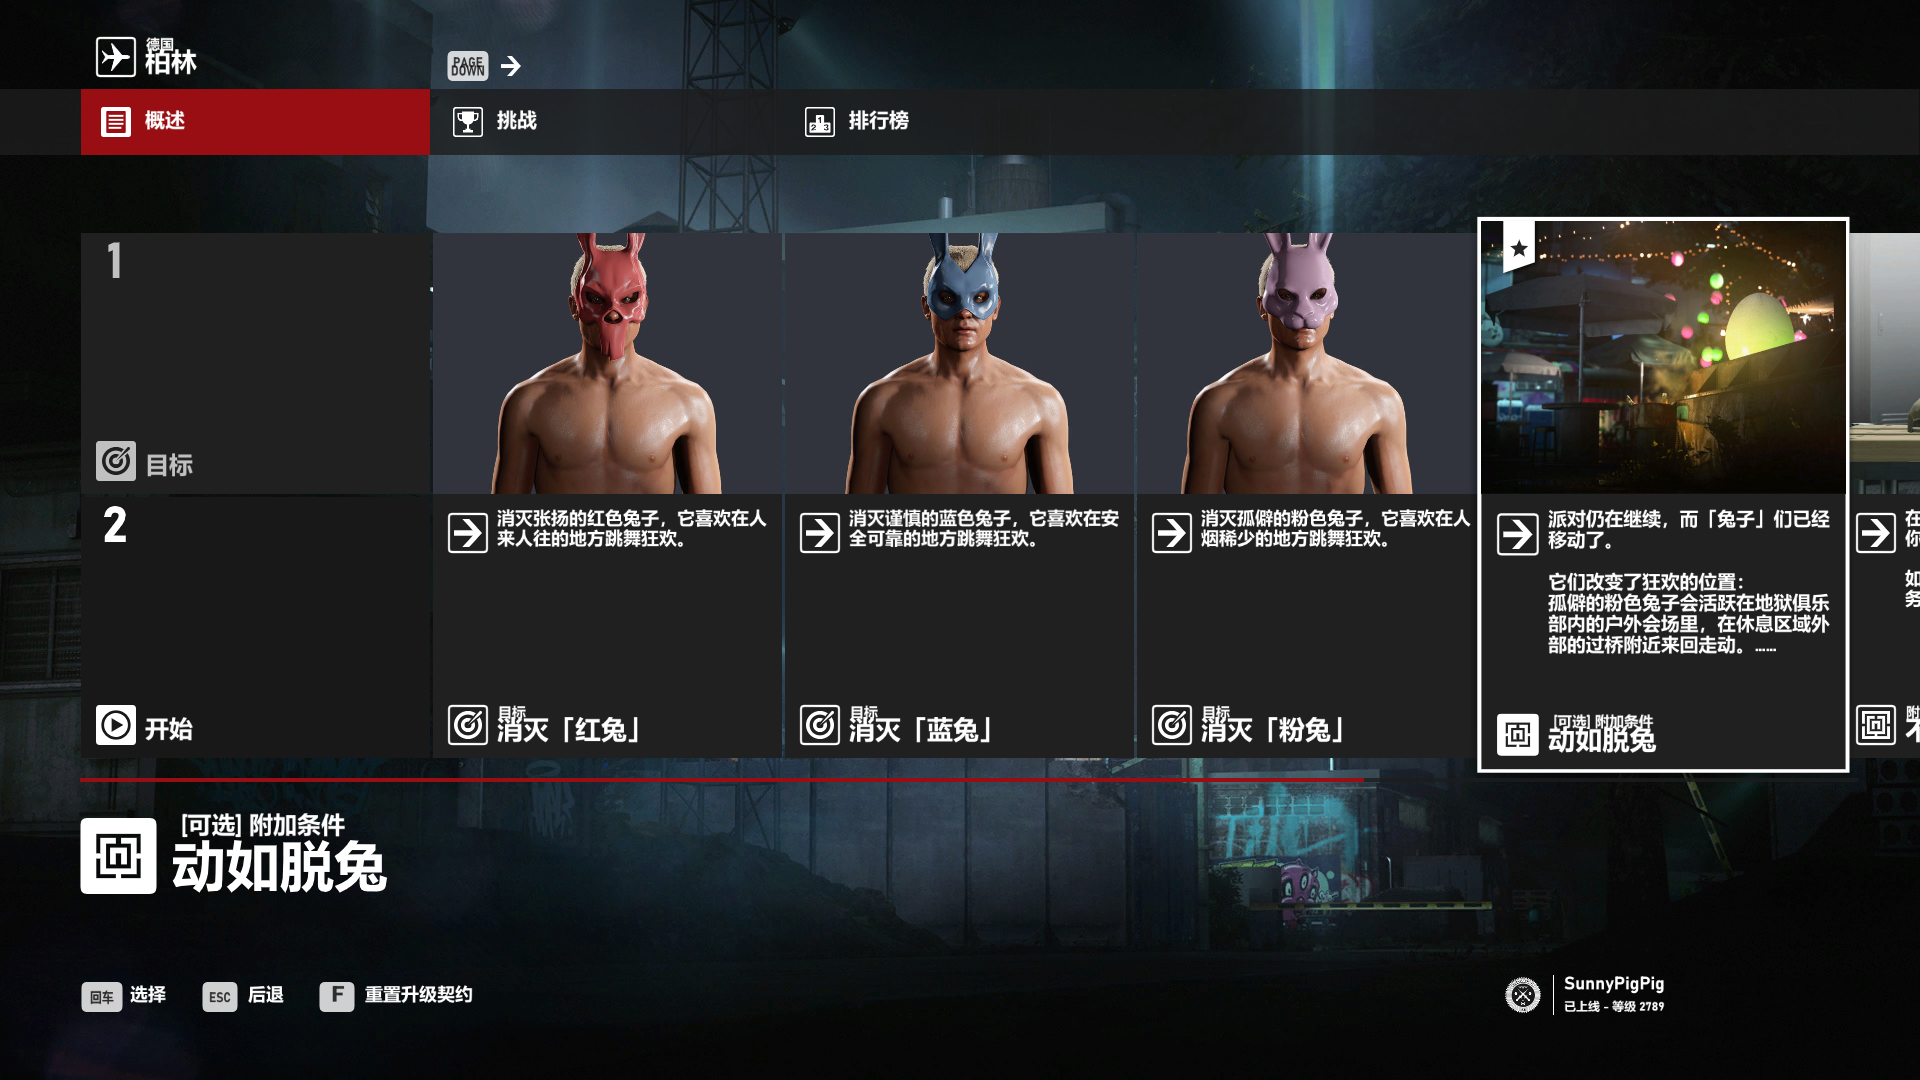 德国
柏林
PAGE DOWN
概述
挑战
排行榜
1
目标
2
开始
消灭张扬的红色兔子，它喜欢在人
来人往的地方跳舞狂欢。
目标
消灭「红兔」
消灭谨慎的蓝色兔子，它喜欢在安
全可靠的地方跳舞狂欢。
目标
消灭「蓝兔」
消灭孤僻的粉色兔子，它喜欢在人
烟稀少的地方跳舞狂欢。
目标
消灭「粉兔」
派对仍在继续，而「兔子」们已经
移动了。
它们改变了狂欢的位置：
孤僻的粉色兔子会活跃在地狱俱乐
部内的户外会场里，在休息区域外
部的过桥附近来回走动。……
[可选] 附加条件
动如脱兔
在
你
如
务
[可选] 附加条件
动如脱兔
回车 选择
ESC 后退
F 重置升级契约
SunnyPigPig
已上线 - 等级 2789